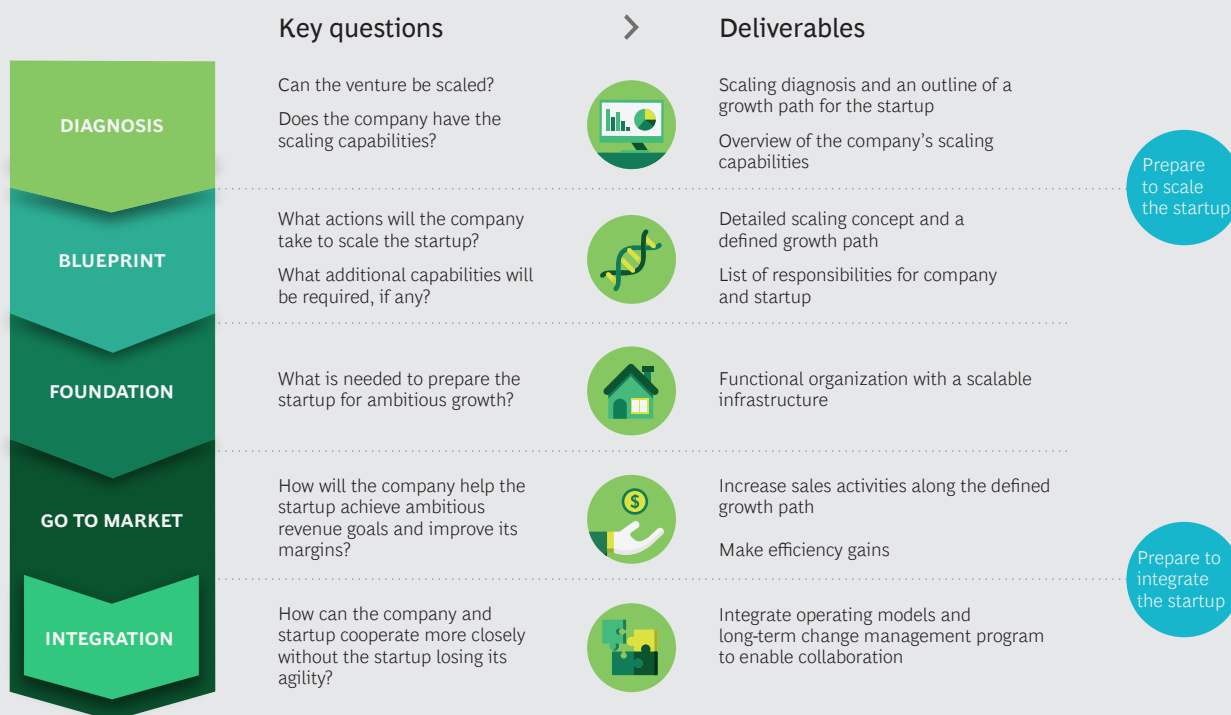 Key questions
>
Deliverables
DIAGNOSIS
Can the venture be scaled?
Does the company have the
scaling capabilities?
Scaling diagnosis and an outline of a
growth path for the startup
Overview of the company’s scaling
capabilities
Prepare
to scale
the startup
BLUEPRINT
What actions will the company
take to scale the startup?
What additional capabilities will
be required, if any?
Detailed scaling concept and a
defined growth path
List of responsibilities for company
and startup
FOUNDATION
What is needed to prepare the
startup for ambitious growth?
Functional organization with a scalable
infrastructure
GO TO MARKET
How will the company help the
startup achieve ambitious
revenue goals and improve its
margins?
$
Increase sales activities along the defined
growth path
Make efficiency gains
Prepare to
integrate
the startup
INTEGRATION
How can the company and
startup cooperate more closely
without the startup losing its
agility?
Integrate operating models and
long-term change management program
to enable collaboration